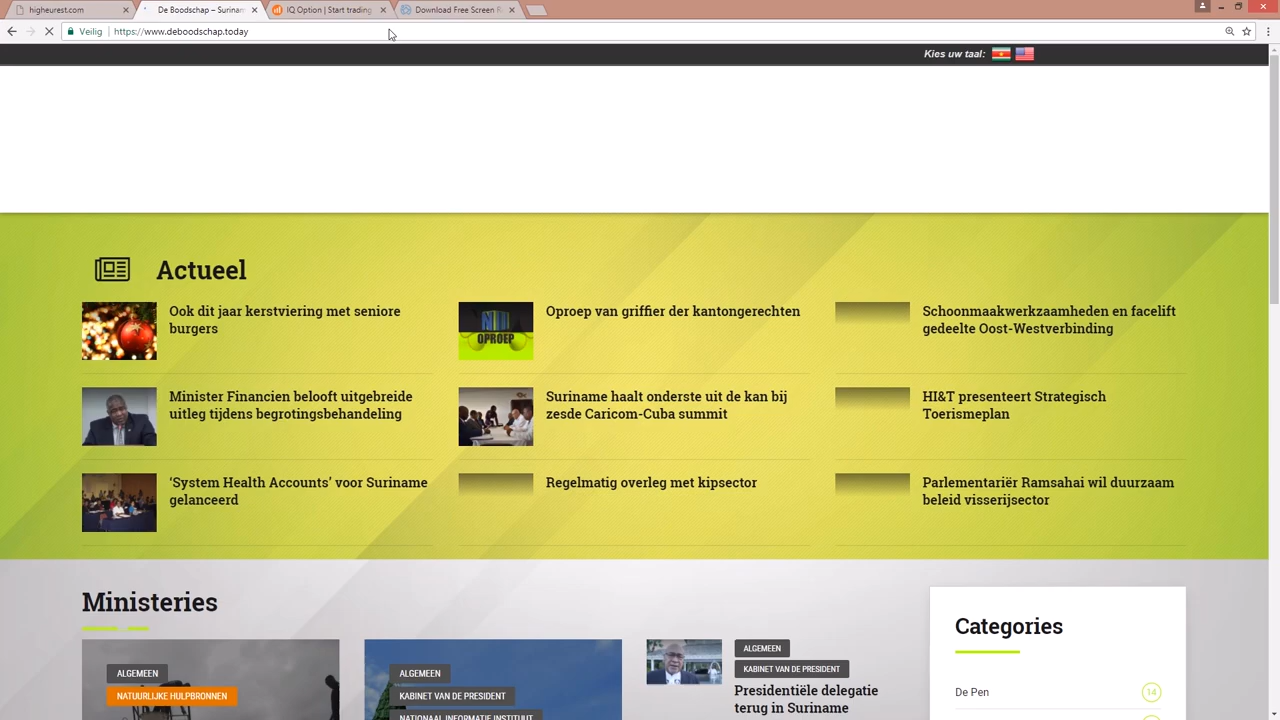 higheurest.com
De Boodschap – Surinam
IQ Option | Start trading
Download Free Screen R
Veilig
https://www.deboodschap.today
Kies uw taal:
Actueel
Ook dit jaar kerstviering met seniore
burgers
OPROEP
Oproep van griffier der kantongerechten
Schoonmaakwerkzaamheden en facelift
gedeelte Oost-Westverbinding
Minister Financien belooft uitgebreide
uitleg tijdens begrotingsbehandeling
Suriname haalt onderste uit de kan bij
zesde Caricom-Cuba summit
HI&T presenteert Strategisch
Toerismeplan
‘System Health Accounts’ voor Suriname
gelanceerd
Regelmatig overleg met kipsector
Parlementariër Ramsahai wil duurzaam
beleid visserijsector
Ministeries
ALGEMEEN
NATUURLIJKE HULPBRONNEN
ALGEMEEN
KABINET VAN DE PRESIDENT
NATIONAAL INFORMATIE INSTITUUT
ALGEMEEN
KABINET VAN DE PRESIDENT
Presidentiële delegatie
terug in Suriname
Categories
De Pen
14